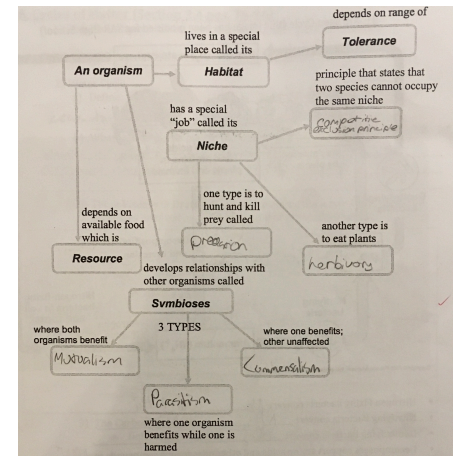 depends on range of
lives in a special
place called its
Tolerance
An organism
Habitat
principle that states that
two species cannot occupy
the same niche
has a special
"job" called its
competitive
exclusion principle
Niche
one type is to
hunt and kill
prey called
depends on
available food
which is
another type is
to eat plants
predation
Resource
herbivory
develops relationships with
other organisms called
Symbioses
3 TYPES
where both
organisms benefit
where one benefits;
other unaffected
Mutualism
Commensalism
Parasitism
where one organism
benefits while one is
harmed